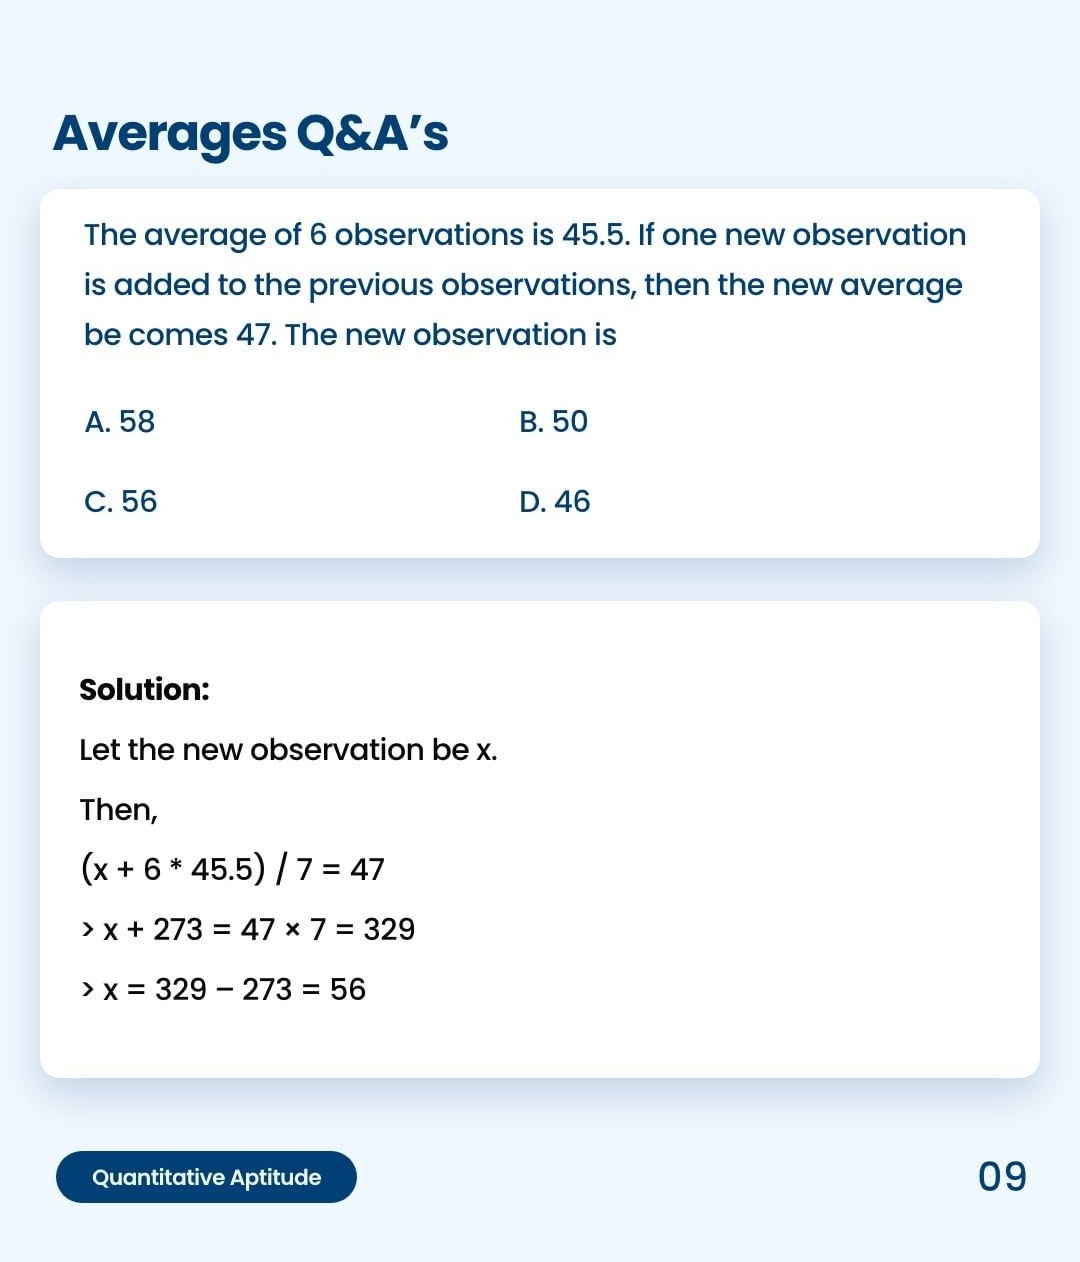 Averages Q&A’s
The average of 6 observations is 45.5. If one new observation
is added to the previous observations, then the new average
be comes 47. The new observation is
A. 58
B. 50
C. 56
D. 46
Solution:
Let the new observation be x.
Then,
(x + 6 * 45.5) / 7 = 47
> x + 273 = 47 × 7 = 329
> x = 329 – 273 = 56
Quantitative Aptitude
09